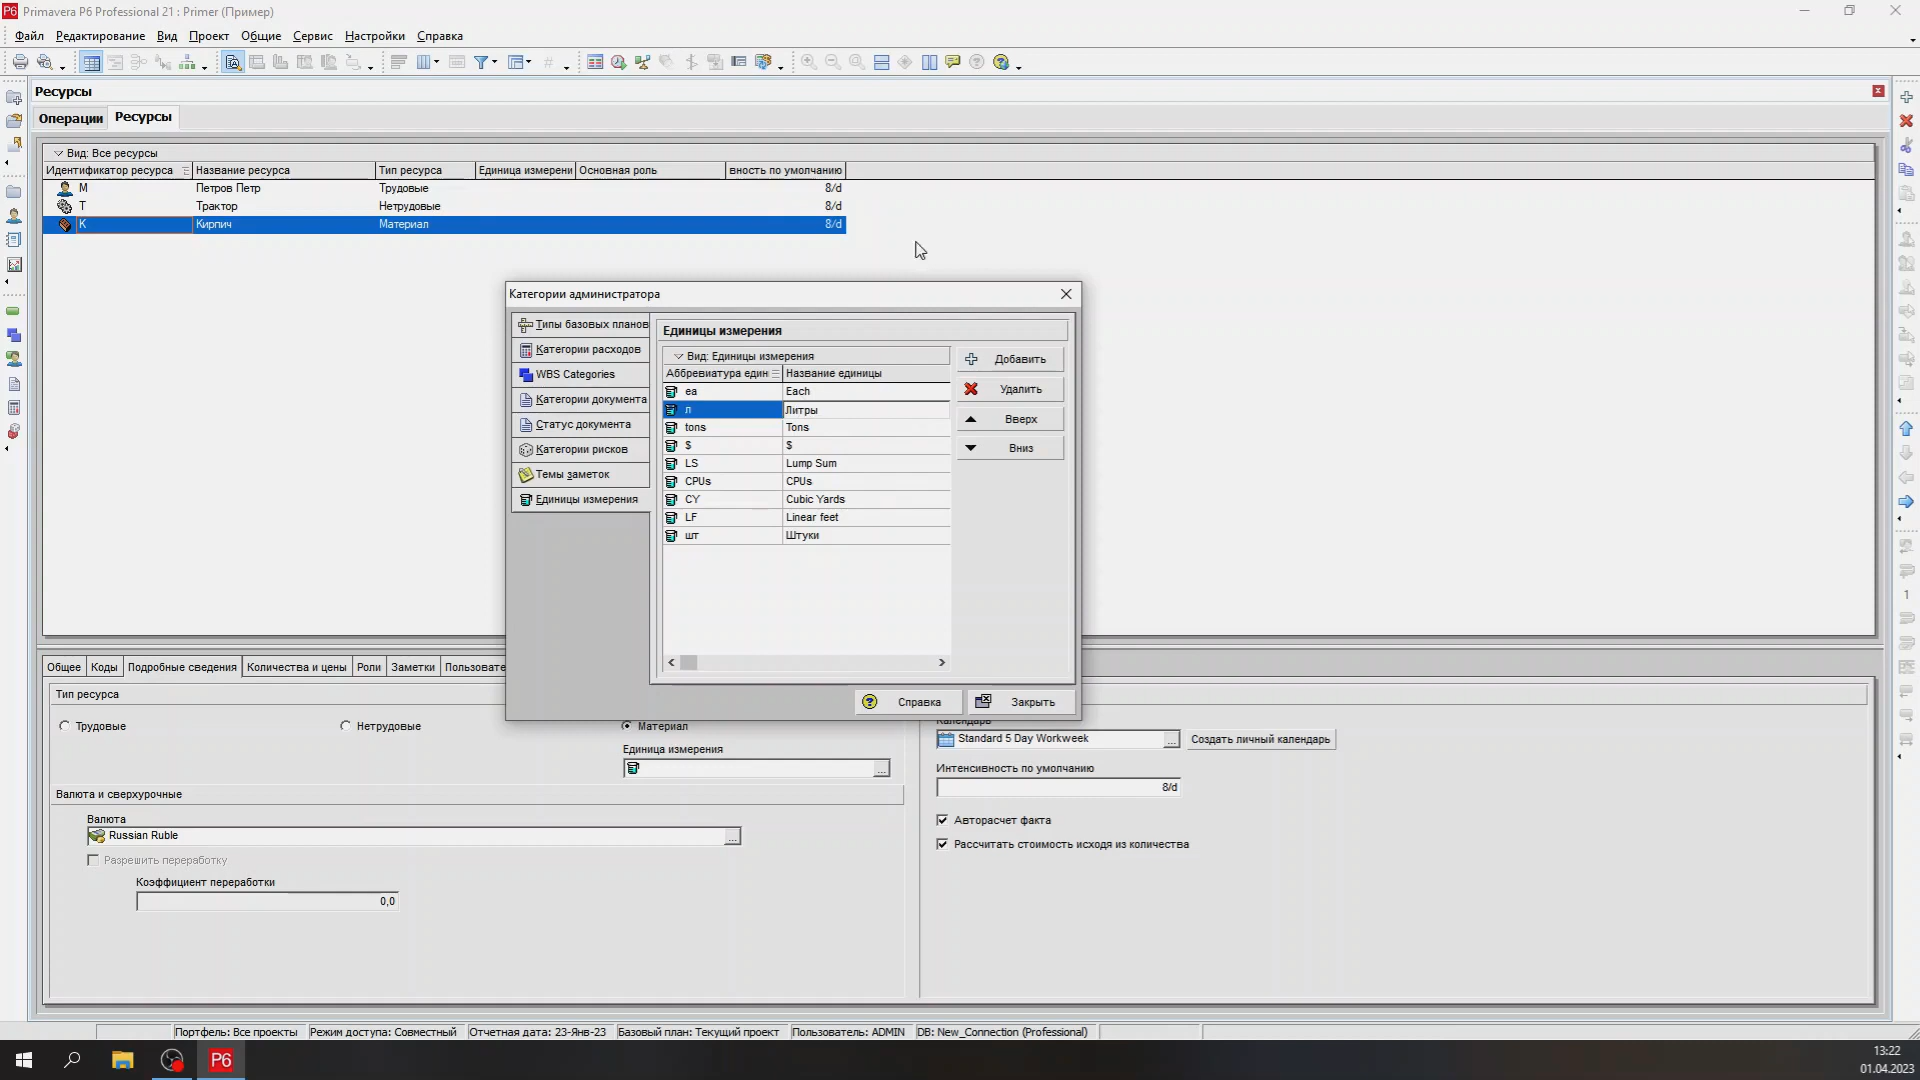 P6 Primavera P6 Professional 21 : Primer (Пример)
Файл Редактирование Вид Проект Общие Сервис Настройки Справка
Ресурсы
Операции Ресурсы
Вид: Все ресурсы
Идентификатор ресурса Название ресурса Тип ресурса Единица измерени Основная роль вность по умолчанию
М Петров Петр Трудовые 8/d
Т Трактор Нетрудовые 8/d
К Кирпич Материал 8/d
Категории администратора
Типы базовых планов
Категории расходов
WBS Categories
Категории документа
Статус документа
Категории рисков
Темы заметок
Единицы измерения
Единицы измерения
Вид: Единицы измерения
Аббревиатура един Название единицы
ea Each
л Литры
tons Tons
$ $
LS Lump Sum
CPUs CPUs
CY Cubic Yards
LF Linear feet
шт Штуки
Добавить
Удалить
Вверх
Вниз
Справка Закрыть
1
Общее Коды Подробные сведения Количества и цены Роли Заметки Пользовате
Тип ресурса
Трудовые Нетрудовые Материал
Единица измерения
...
Валюта и сверхурочные
Валюта
Russian Ruble ...
Разрешить переработку
Коэффициент переработки
0,0
Календарь
Standard 5 Day Workweek ... Создать личный календарь
Интенсивность по умолчанию
8/d
Авторасчет факта
Рассчитать стоимость исходя из количества
Портфель: Все проекты Режим доступа: Совместный Отчетная дата: 23-Янв-23 Базовый план: Текущий проект Пользователь: ADMIN DB: New_Connection (Professional)
P6
13:22
01.04.2023